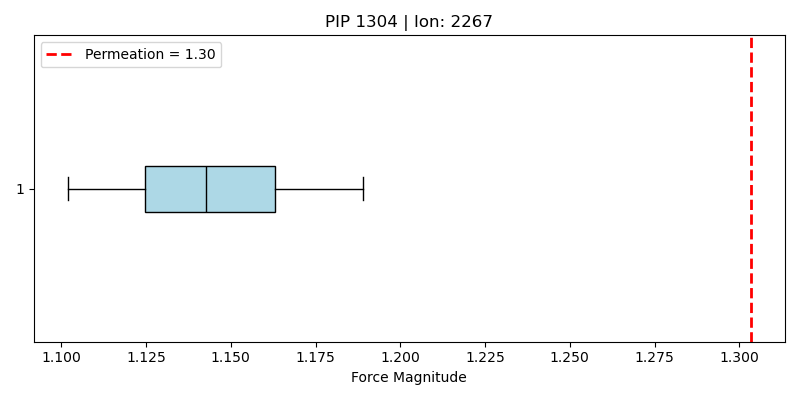 PIP 1304 | Ion: 2267
Permeation = 1.30
1
1.100 1.125 1.150 1.175 1.200 1.225 1.250 1.275 1.300
Force Magnitude